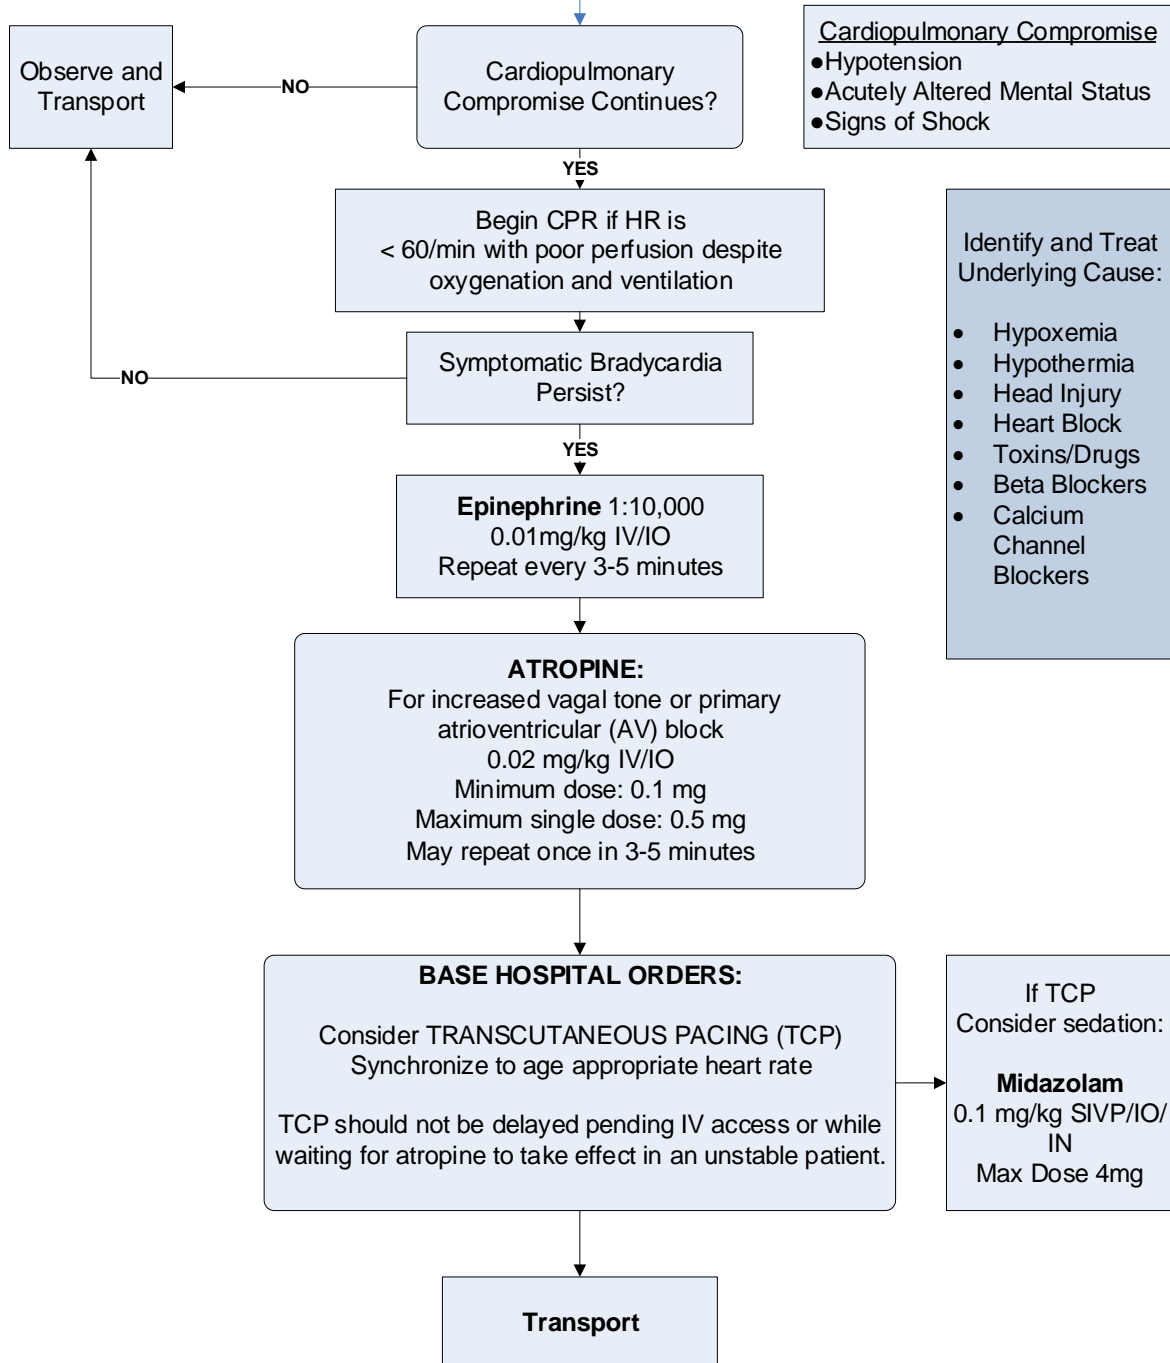 Cardiopulmonary Compromise
●Hypotension
●Acutely Altered Mental Status
●Signs of Shock
Observe and
Transport
NO
Cardiopulmonary
Compromise Continues?
YES
Begin CPR if HR is
< 60/min with poor perfusion despite
oxygenation and ventilation
Identify and Treat
Underlying Cause:
• Hypoxemia
• Hypothermia
• Head Injury
• Heart Block
• Toxins/Drugs
• Beta Blockers
• Calcium
Channel
Blockers
NO
Symptomatic Bradycardia
Persist?
YES
Epinephrine 1:10,000
0.01mg/kg IV/IO
Repeat every 3-5 minutes
ATROPINE:
For increased vagal tone or primary
atrioventricular (AV) block
0.02 mg/kg IV/IO
Minimum dose: 0.1 mg
Maximum single dose: 0.5 mg
May repeat once in 3-5 minutes
BASE HOSPITAL ORDERS:
Consider TRANSCUTANEOUS PACING (TCP)
Synchronize to age appropriate heart rate
TCP should not be delayed pending IV access or while
waiting for atropine to take effect in an unstable patient.
If TCP
Consider sedation:
Midazolam
0.1 mg/kg SIVP/IO/
IN
Max Dose 4mg
Transport